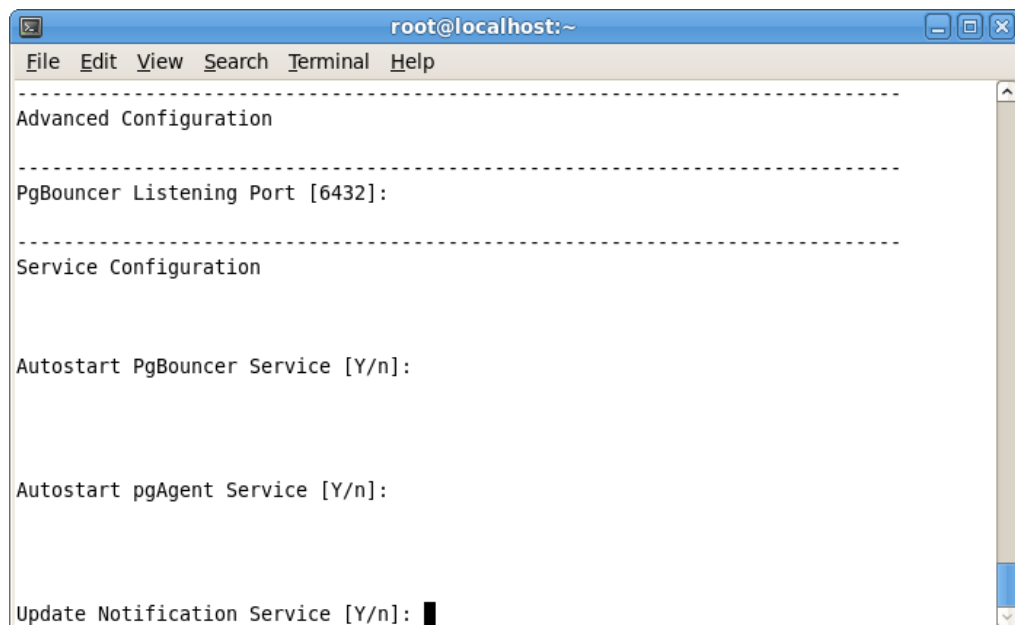 root@localhost:~
File Edit View Search Terminal Help
----------------------------------------------------------------------------
Advanced Configuration
----------------------------------------------------------------------------
PgBouncer Listening Port [6432]:
----------------------------------------------------------------------------
Service Configuration
Autostart PgBouncer Service [Y/n]:
Autostart pgAgent Service [Y/n]:
Update Notification Service [Y/n]: